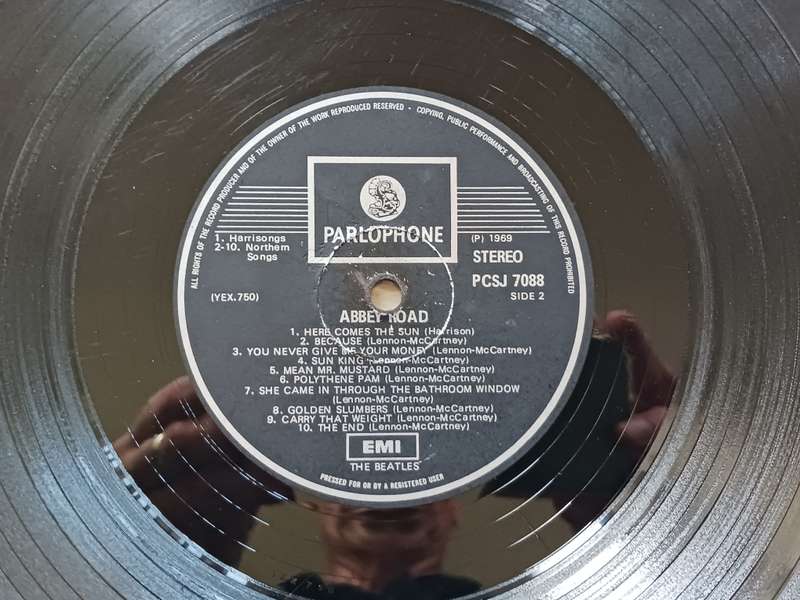 ALL RIGHTS OF THE RECORD PRODUCER AND OF THE OWNER OF THE WORK REPRODUCED RESERVED - COPYING, PUBLIC PERFORMANCE AND BROADCASTING OF THIS RECORD PROHIBITED
PARLOPHONE
1. Harrisongs
2-10. Northern
Songs
(P) 1969
STEREO
PCSJ 7088
SIDE 2
(YEX.750)
ABBEY ROAD
1. HERE COMES THE SUN (Harrison)
2. BECAUSE (Lennon-McCartney)
3. YOU NEVER GIVE ME YOUR MONEY (Lennon-McCartney)
4. SUN KING (Lennon-McCartney)
5. MEAN MR. MUSTARD (Lennon-McCartney)
6. POLYTHENE PAM (Lennon-McCartney)
7. SHE CAME IN THROUGH THE BATHROOM WINDOW
(Lennon-McCartney)
8. GOLDEN SLUMBERS (Lennon-McCartney)
9. CARRY THAT WEIGHT (Lennon-McCartney)
10. THE END (Lennon-McCartney)
EMI
THE BEATLES
PRESSED FOR OR BY A REGISTERED USER